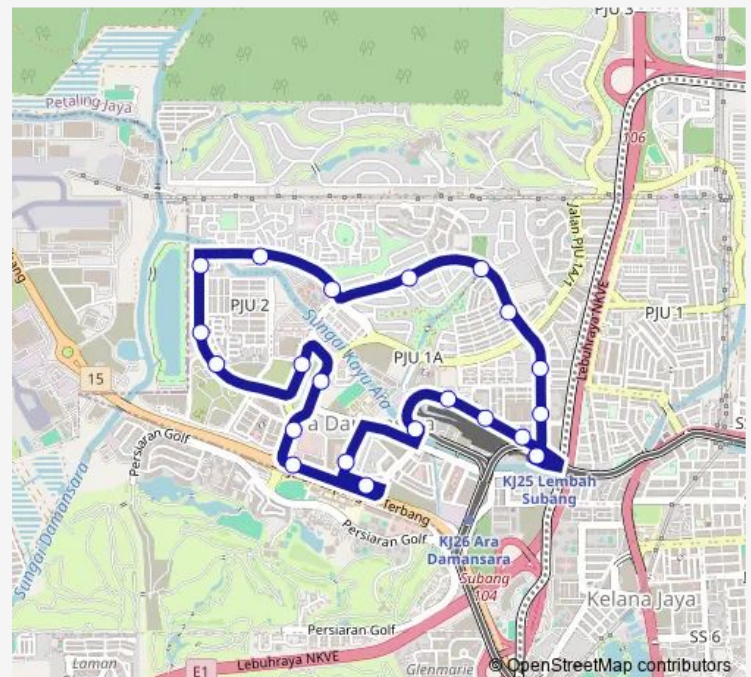 PJU 3
Petaling Jaya
106
Jalan PJU 1A/1
PJU 2
Lebuhraya NKVE
PJU 1
Sungai Kayu Ara
PJU 1A
15
Persiaran Golf
KJ25 Lembah
Subang
Terbang
Sungai Damansara
Persiaran Golf
KJ26 Ara
Damansara
Subang
104
Kelana Jaya
Persiaran Golf
SS 6
Laman
E1
Lebuhraya NKVE
Glenmarie
© OpenStreetMap contributors